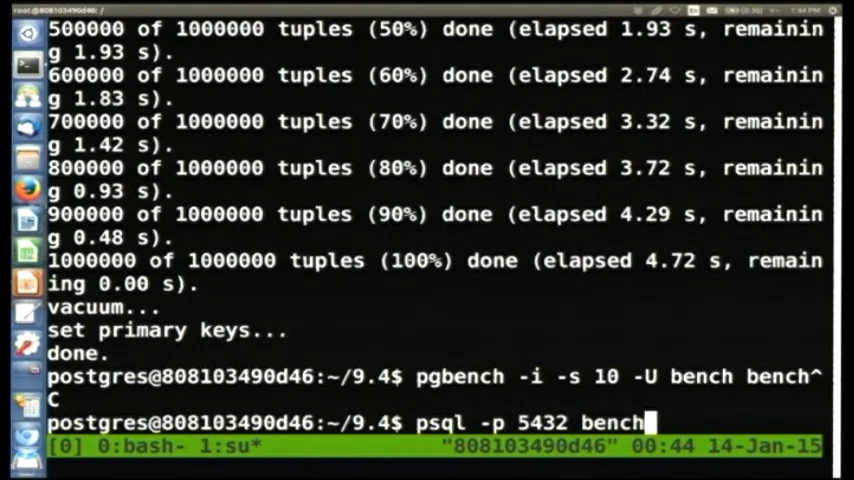 root@808103490d46: /
1:44 PM
500000 of 1000000 tuples (50%) done (elapsed 1.93 s, remainin
g 1.93 s).
600000 of 1000000 tuples (60%) done (elapsed 2.74 s, remainin
g 1.83 s).
700000 of 1000000 tuples (70%) done (elapsed 3.32 s, remainin
g 1.42 s).
800000 of 1000000 tuples (80%) done (elapsed 3.72 s, remainin
g 0.93 s).
900000 of 1000000 tuples (90%) done (elapsed 4.29 s, remainin
g 0.48 s).
1000000 of 1000000 tuples (100%) done (elapsed 4.72 s, remain
ing 0.00 s).
vacuum...
set primary keys...
done.
postgres@808103490d46:~/9.4$ pgbench -i -s 10 -U bench bench^
C
postgres@808103490d46:~/9.4$ psql -p 5432 bench
[0] 0:bash- 1:su* "808103490d46" 00:44 14-Jan-15